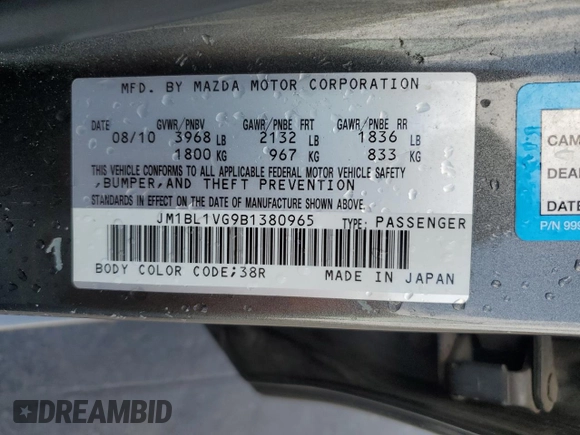 MFD. BY MAZDA MOTOR CORPORATION
DATE GVWR/PNBV GAWR/PNBE FRT GAWR/PNBE RR
08/10 3968 LB 2132 LB 1836 LB
1800 KG 967 KG 833 KG
THIS VEHICLE CONFORMS TO ALL APPLICABLE FEDERAL MOTOR VEHICLE SAFETY
,BUMPER,AND THEFT PREVENTION
STANDARDS IN EFFECT ON THE DATE OF MANUFACTURE SHOWN ABOVE.
JM1BL1VG9B1380965 TYPE: PASSENGER
BODY COLOR CODE;38R MADE IN JAPAN
CAM
DEA
DATE
P/N 999
DREAMBID